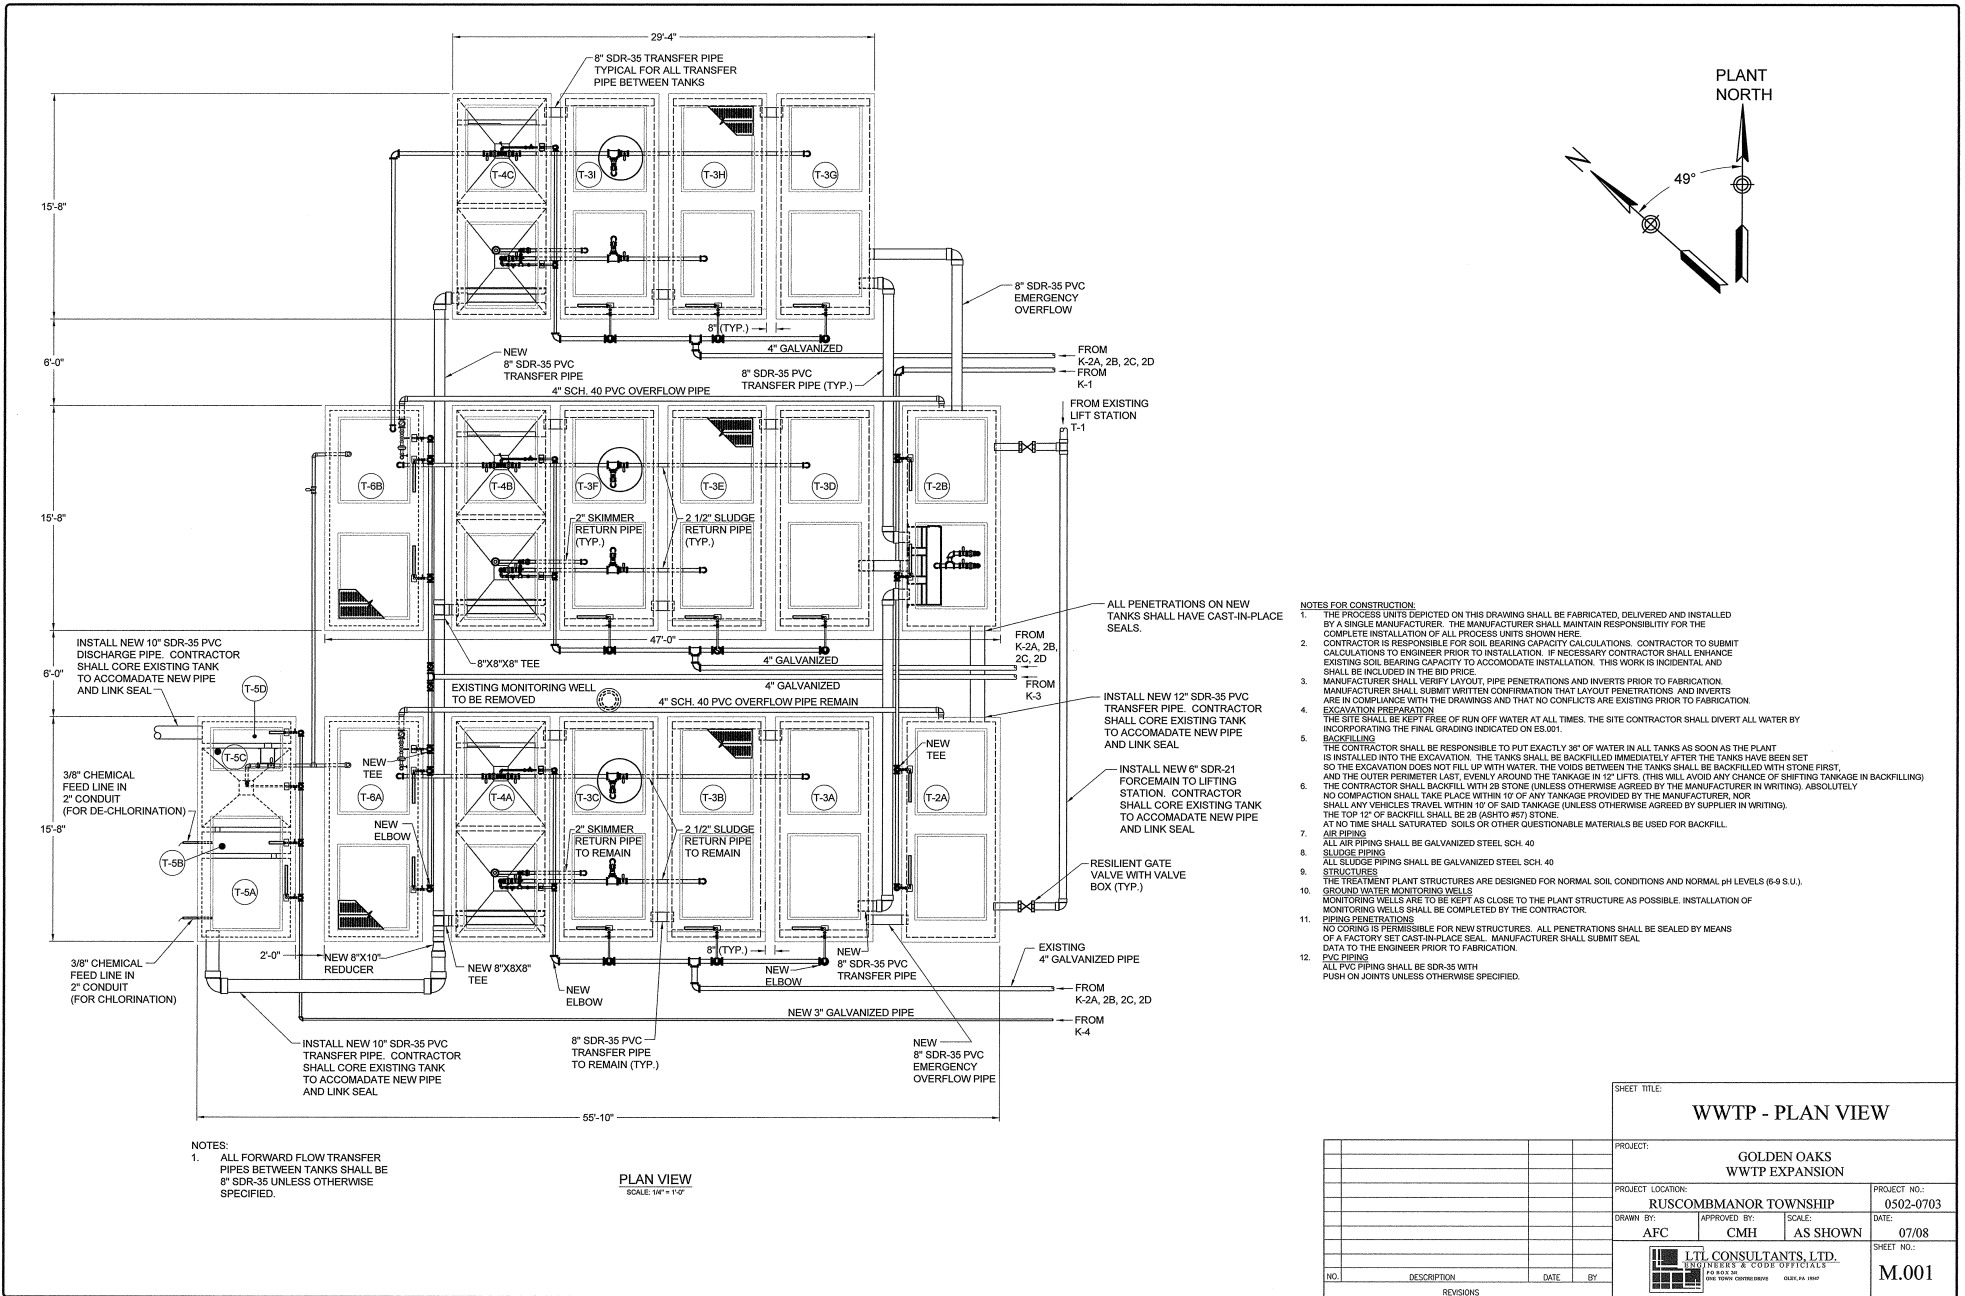 29'-4"
8" SDR-35 TRANSFER PIPE
TYPICAL FOR ALL TRANSFER
PIPE BETWEEN TANKS
PLANT
NORTH
N
49°
T-4C
T-3I
T-3H
T-3G
15'-8"
8" SDR-35 PVC
EMERGENCY
OVERFLOW
8" (TYP.)
4" GALVANIZED
FROM
K-2A, 2B, 2C, 2D
FROM
K-1
6'-0"
NEW
8" SDR-35 PVC
TRANSFER PIPE
8" SDR-35 PVC
TRANSFER PIPE (TYP.)
4" SCH. 40 PVC OVERFLOW PIPE
FROM EXISTING
LIFT STATION
T-1
T-6B
T-4B
T-3F
T-3E
T-3D
T-2B
15'-8"
2" SKIMMER
RETURN PIPE
(TYP.)
2 1/2" SLUDGE
RETURN PIPE
(TYP.)
ALL PENETRATIONS ON NEW
TANKS SHALL HAVE CAST-IN-PLACE
SEALS.
47'-0"
FROM
K-2A, 2B,
2C, 2D
8"X8"X8" TEE
4" GALVANIZED
4" GALVANIZED
FROM
K-3
INSTALL NEW 10" SDR-35 PVC
DISCHARGE PIPE. CONTRACTOR
SHALL CORE EXISTING TANK
TO ACCOMADATE NEW PIPE
AND LINK SEAL
6'-0"
T-5D
EXISTING MONITORING WELL
TO BE REMOVED
4" SCH. 40 PVC OVERFLOW PIPE REMAIN
INSTALL NEW 12" SDR-35 PVC
TRANSFER PIPE. CONTRACTOR
SHALL CORE EXISTING TANK
TO ACCOMADATE NEW PIPE
AND LINK SEAL
T-5C
NEW
TEE
NEW
TEE
3/8" CHEMICAL
FEED LINE IN
2" CONDUIT
(FOR DE-CHLORINATION)
INSTALL NEW 6" SDR-21
FORCEMAIN TO LIFTING
STATION. CONTRACTOR
SHALL CORE EXISTING TANK
TO ACCOMADATE NEW PIPE
AND LINK SEAL
T-6A
T-4A
T-3C
T-3B
T-3A
T-2A
15'-8"
NEW
ELBOW
2" SKIMMER
RETURN PIPE
TO REMAIN
2 1/2" SLUDGE
RETURN PIPE
TO REMAIN
T-5B
T-5A
RESILIENT GATE
VALVE WITH VALVE
BOX (TYP.)
2'-0"
NEW 8"X10"
REDUCER
NEW 8"X8X8"
TEE
NEW
ELBOW
8" (TYP.)
NEW
ELBOW
NEW
8" SDR-35 PVC
TRANSFER PIPE
EXISTING
4" GALVANIZED PIPE
3/8" CHEMICAL
FEED LINE IN
2" CONDUIT
(FOR CHLORINATION)
FROM
K-2A, 2B, 2C, 2D
NEW 3" GALVANIZED PIPE
FROM
K-4
INSTALL NEW 10" SDR-35 PVC
TRANSFER PIPE. CONTRACTOR
SHALL CORE EXISTING TANK
TO ACCOMADATE NEW PIPE
AND LINK SEAL
8" SDR-35 PVC
TRANSFER PIPE
TO REMAIN (TYP.)
NEW
8" SDR-35 PVC
EMERGENCY
OVERFLOW PIPE
55'-10"
NOTES:
1. ALL FORWARD FLOW TRANSFER
PIPES BETWEEN TANKS SHALL BE
8" SDR-35 UNLESS OTHERWISE
SPECIFIED.
PLAN VIEW
SCALE: 1/4" = 1'-0"
NOTES FOR CONSTRUCTION:
1. THE PROCESS UNITS DEPICTED ON THIS DRAWING SHALL BE FABRICATED, DELIVERED AND INSTALLED
BY A SINGLE MANUFACTURER. THE MANUFACTURER SHALL MAINTAIN RESPONSIBLITIY FOR THE
COMPLETE INSTALLATION OF ALL PROCESS UNITS SHOWN HERE.
2. CONTRACTOR IS RESPONSIBLE FOR SOIL BEARING CAPACITY CALCULATIONS. CONTRACTOR TO SUBMIT
CALCULATIONS TO ENGINEER PRIOR TO INSTALLATION. IF NECESSARY CONTRACTOR SHALL ENHANCE
EXISTING SOIL BEARING CAPACITY TO ACCOMODATE INSTALLATION. THIS WORK IS INCIDENTAL AND
SHALL BE INCLUDED IN THE BID PRICE.
3. MANUFACTURER SHALL VERIFY LAYOUT, PIPE PENETRATIONS AND INVERTS PRIOR TO FABRICATION.
MANUFACTURER SHALL SUBMIT WRITTEN CONFIRMATION THAT LAYOUT PENETRATIONS AND INVERTS
ARE IN COMPLIANCE WITH THE DRAWINGS AND THAT NO CONFLICTS ARE EXISTING PRIOR TO FABRICATION.
4. EXCAVATION PREPARATION
THE SITE SHALL BE KEPT FREE OF RUN OFF WATER AT ALL TIMES. THE SITE CONTRACTOR SHALL DIVERT ALL WATER BY
INCORPORATING THE FINAL GRADING INDICATED ON ES.001.
5. BACKFILLING
THE CONTRACTOR SHALL BE RESPONSIBLE TO PUT EXACTLY 36" OF WATER IN ALL TANKS AS SOON AS THE PLANT
IS INSTALLED INTO THE EXCAVATION. THE TANKS SHALL BE BACKFILLED IMMEDIATELY AFTER THE TANKS HAVE BEEN SET
SO THE EXCAVATION DOES NOT FILL UP WITH WATER. THE VOIDS BETWEEN THE TANKS SHALL BE BACKFILLED WITH STONE FIRST,
AND THE OUTER PERIMETER LAST, EVENLY AROUND THE TANKAGE IN 12" LIFTS. (THIS WILL AVOID ANY CHANCE OF SHIFTING TANKAGE IN BACKFILLING)
6. THE CONTRACTOR SHALL BACKFILL WITH 2B STONE (UNLESS OTHERWISE AGREED BY THE MANUFACTURER IN WRITING). ABSOLUTELY
NO COMPACTION SHALL TAKE PLACE WITHIN 10' OF ANY TANKAGE PROVIDED BY THE MANUFACTURER, NOR
SHALL ANY VEHICLES TRAVEL WITHIN 10' OF SAID TANKAGE (UNLESS OTHERWISE AGREED BY SUPPLIER IN WRITING).
THE TOP 12" OF BACKFILL SHALL BE 2B (ASHTO #57) STONE.
AT NO TIME SHALL SATURATED SOILS OR OTHER QUESTIONABLE MATERIALS BE USED FOR BACKFILL.
7. AIR PIPING
ALL AIR PIPING SHALL BE GALVANIZED STEEL SCH. 40
8. SLUDGE PIPING
ALL SLUDGE PIPING SHALL BE GALVANIZED STEEL SCH. 40
9. STRUCTURES
THE TREATMENT PLANT STRUCTURES ARE DESIGNED FOR NORMAL SOIL CONDITIONS AND NORMAL pH LEVELS (6-9 S.U.).
10. GROUND WATER MONITORING WELLS
MONITORING WELLS ARE TO BE KEPT AS CLOSE TO THE PLANT STRUCTURE AS POSSIBLE. INSTALLATION OF
MONITORING WELLS SHALL BE COMPLETED BY THE CONTRACTOR.
11. PIPING PENETRATIONS
NO CORING IS PERMISSIBLE FOR NEW STRUCTURES. ALL PENETRATIONS SHALL BE SEALED BY MEANS
OF A FACTORY SET CAST-IN-PLACE SEAL. MANUFACTURER SHALL SUBMIT SEAL
DATA TO THE ENGINEER PRIOR TO FABRICATION.
12. PVC PIPING
ALL PVC PIPING SHALL BE SDR-35 WITH
PUSH ON JOINTS UNLESS OTHERWISE SPECIFIED.
SHEET TITLE:
WWTP - PLAN VIEW
PROJECT:
GOLDEN OAKS
WWTP EXPANSION
PROJECT LOCATION:
RUSCOMBMANOR TOWNSHIP
PROJECT NO.:
0502-0703
DRAWN BY:
AFC
APPROVED BY:
CMH
SCALE:
AS SHOWN
DATE:
07/08
LTL CONSULTANTS, LTD.
ENGINEERS & CODE OFFICIALS
P O BOX 241
ONE TOWN CENTRE DRIVE OLEY, PA 19547
SHEET NO.:
M.001
NO. DESCRIPTION DATE BY
REVISIONS